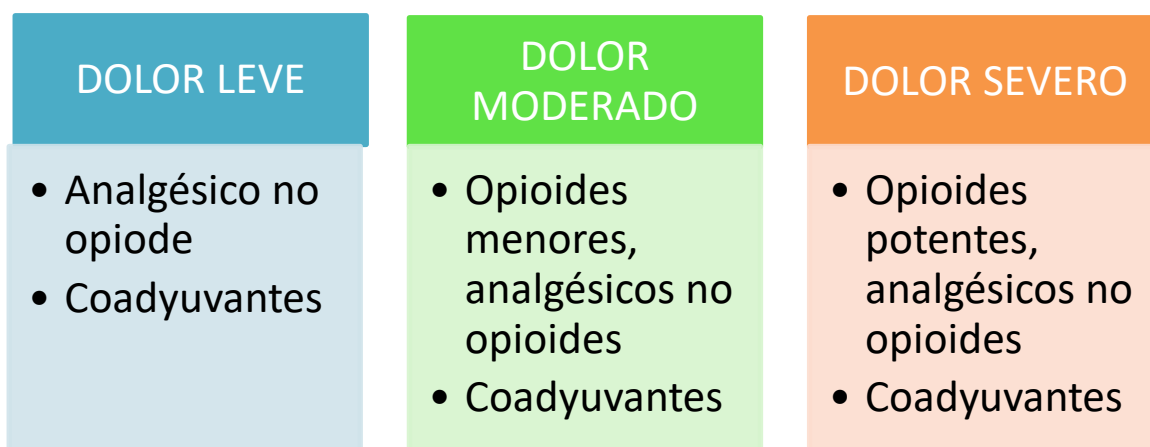 DOLOR LEVE
• Analgésico no
opiode
• Coadyuvantes
DOLOR
MODERADO
• Opioides
menores,
analgésicos no
opioides
• Coadyuvantes
DOLOR SEVERO
• Opioides
potentes,
analgésicos no
opioides
• Coadyuvantes